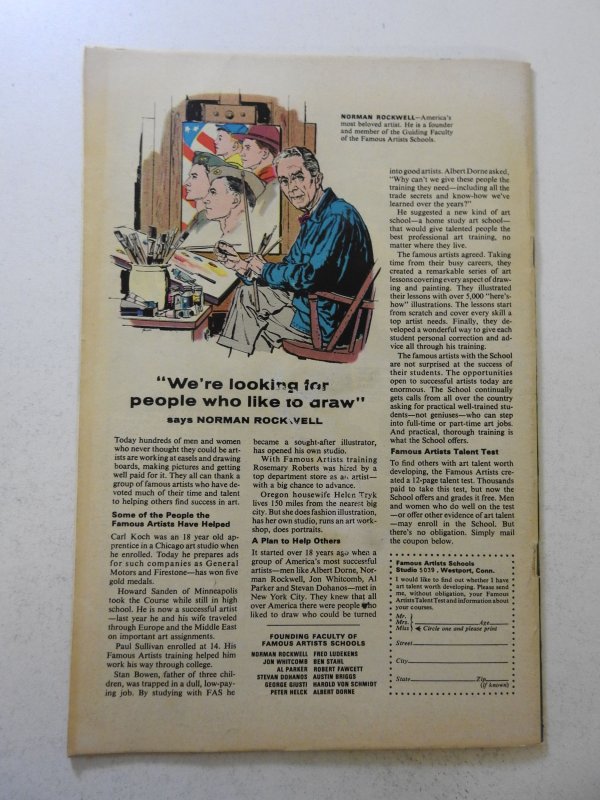 NORMAN ROCKWELL—America's
most beloved artist. He is a founder
and member of the Guiding Faculty
of the Famous Artists Schools.
"We're looking for
people who like to draw"
says NORMAN ROCKWELL
Today hundreds of men and women
who never thought they could be art-
ists are working at easels and drawing
boards, making pictures and getting
well paid for it. They all can thank a
group of famous artists who have de-
voted much of their time and talent
to helping others find success in art.
Some of the People the
Famous Artists Have Helped
Carl Koch was an 18 year old ap-
prentice in a Chicago art studio when
he enrolled. Today he prepares ads
for such companies as General
Motors and Firestone—has won five
gold medals.
Howard Sanden of Minneapolis
took the Course while still in high
school. He is now a successful artist
—last year he and his wife traveled
through Europe and the Middle East
on important art assignments.
Paul Sullivan enrolled at 14. His
Famous Artists training helped him
work his way through college.
Stan Bowen, father of three chil-
dren, was trapped in a dull, low-pay-
ing job. By studying with FAS he
became a sought-after illustrator,
has opened his own studio.
With Famous Artists training
Rosemary Roberts was hired by a
top department store as an artist—
with a big chance to advance.
Oregon housewife Helen Tryk
lives 150 miles from the nearest big
city. But she does fashion illustration,
has her own studio, runs an art work-
shop, does portraits.
A Plan to Help Others
It started over 18 years ago when a
group of America's most successful
artists—men like Albert Dorne, Nor-
man Rockwell, Jon Whitcomb, Al
Parker and Stevan Dohanos—met in
New York City. They knew that all
over America there were people who
liked to draw who could be turned
FOUNDING FACULTY OF
FAMOUS ARTISTS SCHOOLS
NORMAN ROCKWELL FRED LUDEKENS
JON WHITCOMB BEN STAHL
AL PARKER ROBERT FAWCETT
STEVAN DOHANOS AUSTIN BRIGGS
GEORGE GIUSTI HAROLD VON SCHMIDT
PETER HELCK ALBERT DORNE
into good artists. Albert Dorne asked,
"Why can't we give these people the
training they need—including all the
trade secrets and know-how we've
learned over the years?"
He suggested a new kind of art
school—a home study art school—
that would give talented people the
best professional art training, no
matter where they live.
The famous artists agreed. Taking
time from their busy careers, they
created a remarkable series of art
lessons covering every aspect of draw-
ing and painting. They illustrated
their lessons with over 5,000 "here's-
how" illustrations. The lessons start
from scratch and cover every skill a
top artist needs. Finally, they de-
veloped a wonderful way to give each
student personal correction and ad-
vice all through his training.
The famous artists with the School
are not surprised at the success of
their students. The opportunities
open to successful artists today are
enormous. The School continually
gets calls from all over the country
asking for practical well-trained stu-
dents—not geniuses—who can step
into full-time or part-time art jobs.
And practical, thorough training is
what the School offers.
Famous Artists Talent Test
To find others with art talent worth
developing, the Famous Artists cre-
ated a 12-page talent test. Thousands
paid to take this test, but now the
School offers and grades it free. Men
and women who do well on the test
—or offer other evidence of art talent
—may enroll in the School. But
there's no obligation. Simply mail
the coupon below.
Famous Artists Schools
Studio 5039, Westport, Conn.
I would like to find out whether I have
art talent worth developing. Please send
me, without obligation, your Famous
Artists Talent Test and information about
your courses.
Mr.
Mrs. Age
Miss Circle one and please print
Street
City
State Zip
(if known)